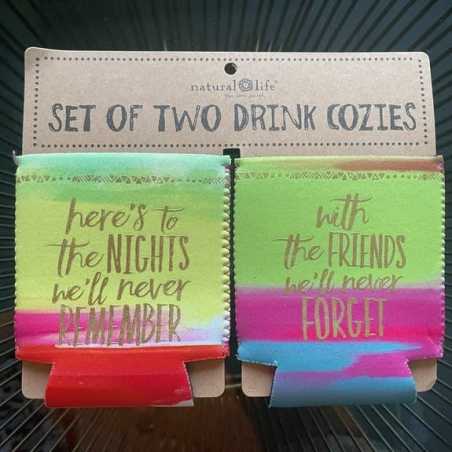 natural life
SET OF TWO DRINK COZIES
here's to
the NIGHTS
we'll never
REMEMBER
with
the FRIENDS
we'll never
FORGET